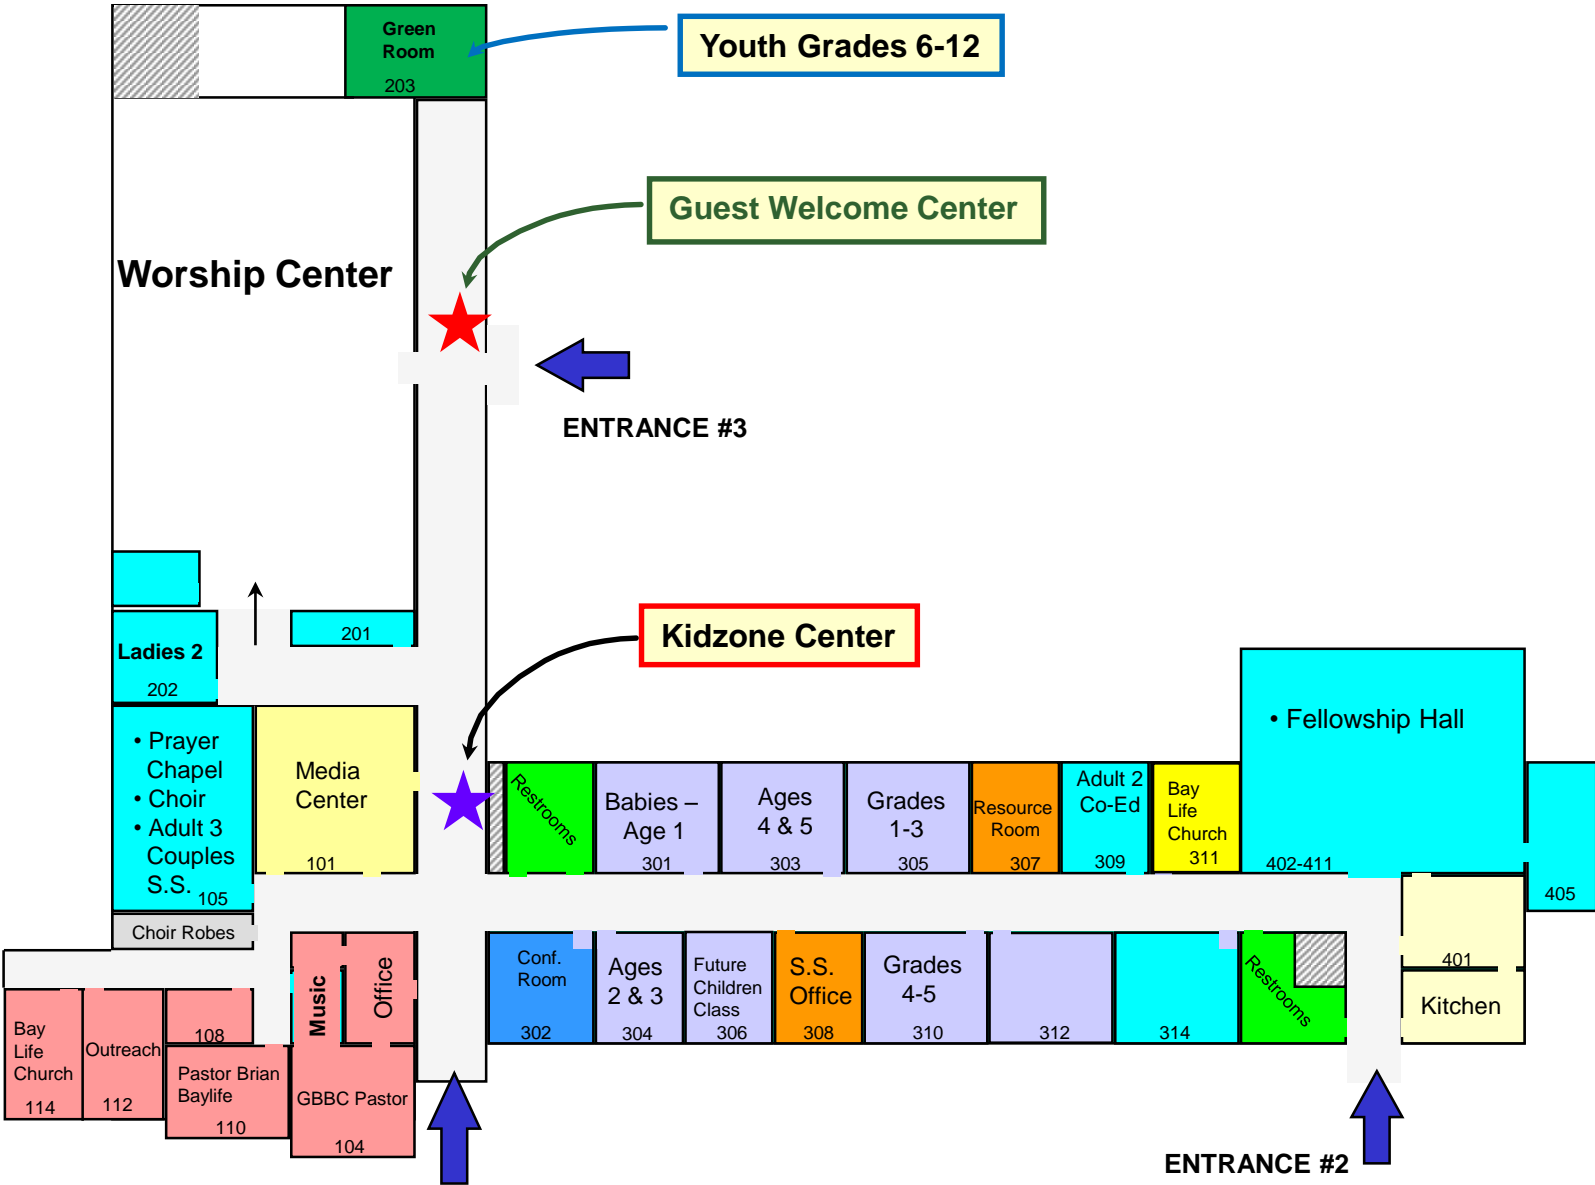 Green
Room
203
Youth Grades 6-12
Guest Welcome Center
Worship Center
ENTRANCE #3
Kidzone Center
201
Ladies 2
202
• Prayer
Chapel
• Choir
• Adult 3
Couples
S.S.
105
Media
Center
101
Restrooms
Babies –
Age 1
301
Ages
4 & 5
303
Grades
1-3
305
Resource
Room
307
Adult 2
Co-Ed
309
Bay
Life
Church
311
• Fellowship Hall
402-411
405
Choir Robes
Music
Office
Conf.
Room
302
Ages
2 & 3
304
Future
Children
Class
306
S.S.
Office
308
Grades
4-5
310
312
314
Restrooms
401
Kitchen
Bay
Life
Church
114
Outreach
112
108
Pastor Brian
Baylife
110
GBBC Pastor
104
ENTRANCE #2